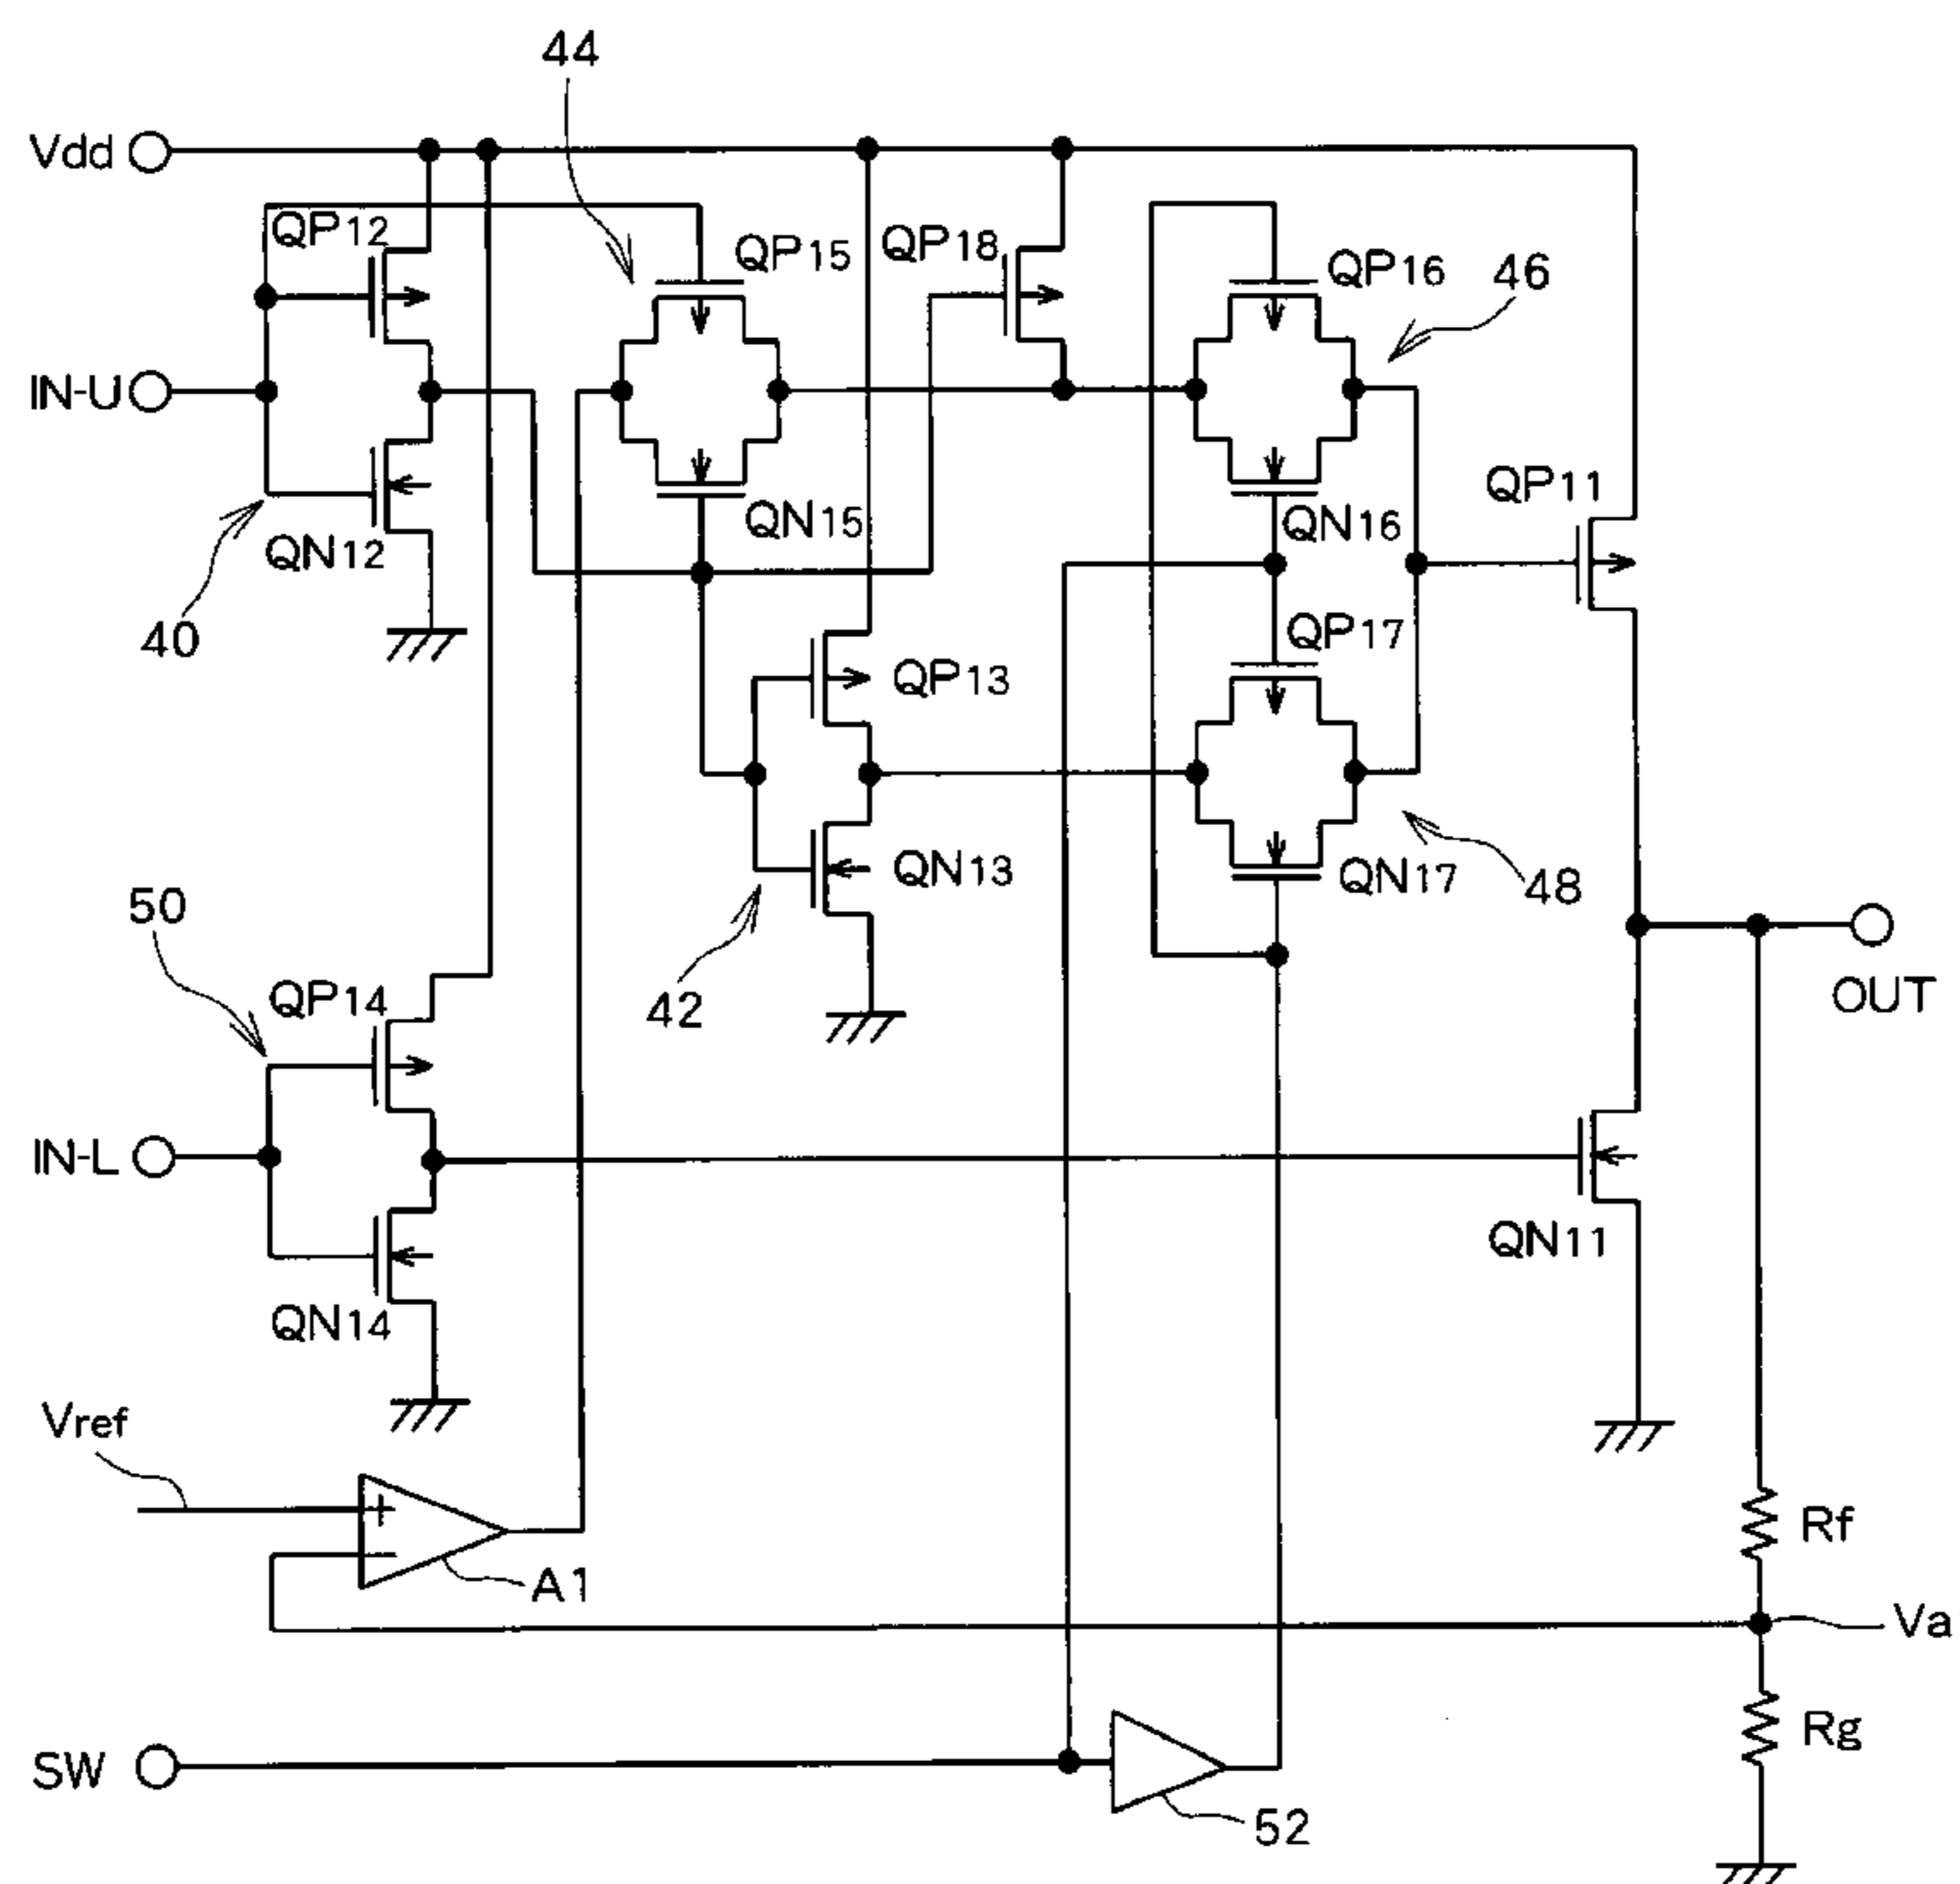 44
Vdd
QP12
QP15
QP18
QP16
46
IN-U
QP11
QN15
QN16
QN12
40
QP17
QP13
QN13
QN17
48
50
QP14
42
OUT
IN-L
QN11
QN14
Vref
+
−
A1
Rf
Va
Rg
SW
52